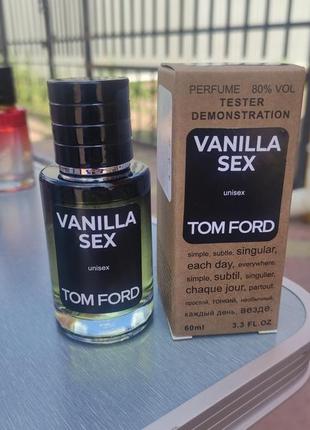 VANILLA
SEX
unisex
TOM FORD
PERFUME 80% VOL
TESTER
DEMONSTRATION
VANILLA
SEX
unisex
TOM FORD
simple, subtle, singular,
each day, everywhere.
simple, subtil, singulier,
chaque jour, partout.
простой, тонкий, необычный,
каждый день, везде.
60ml 3.3 FL.OZ